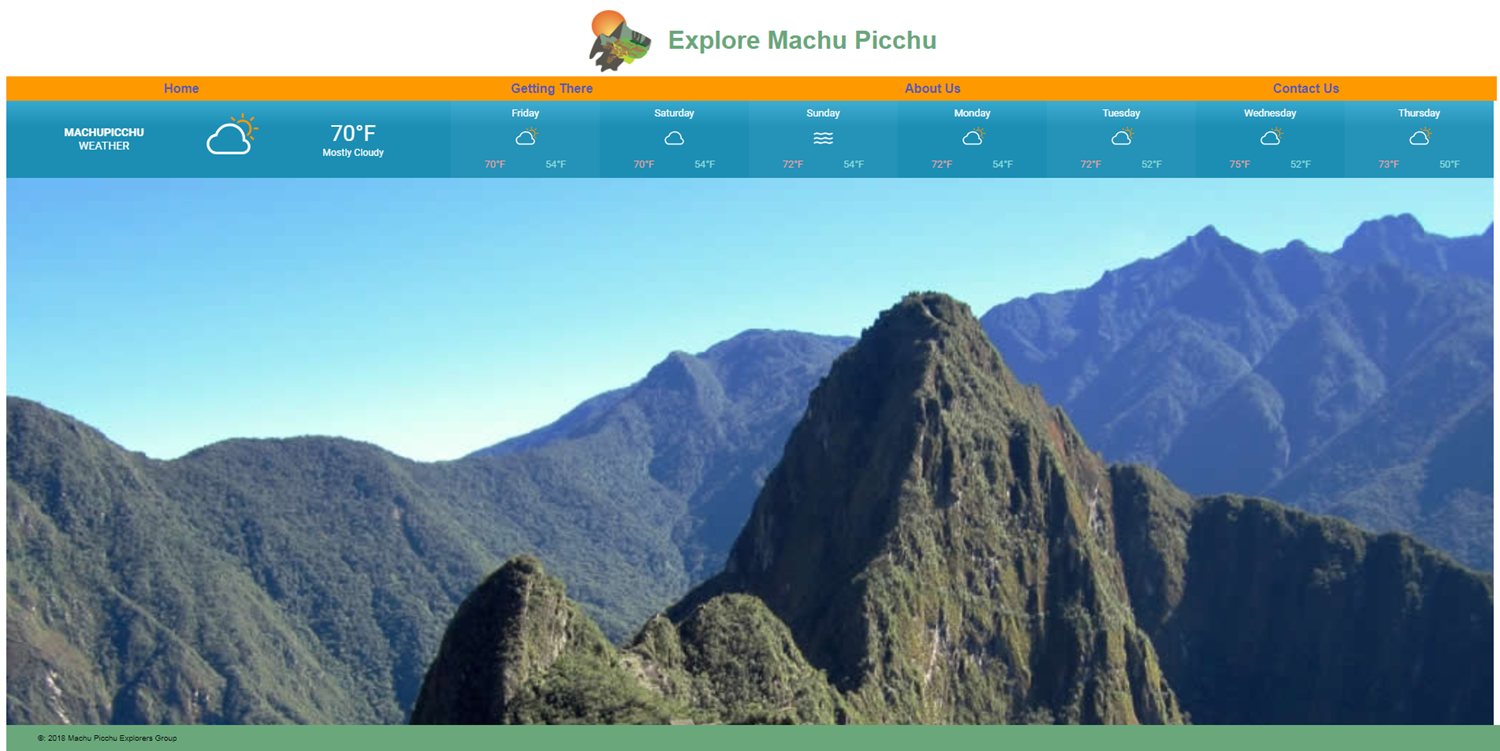 Explore Machu Picchu
Home Getting There About Us Contact Us
MACHUPICCHU
WEATHER
70°F
Mostly Cloudy
Friday
70°F 54°F
Saturday
70°F 54°F
Sunday
72°F 54°F
Monday
72°F 54°F
Tuesday
72°F 52°F
Wednesday
75°F 52°F
Thursday
73°F 50°F
©: 2018 Machu Picchu Explorers Group